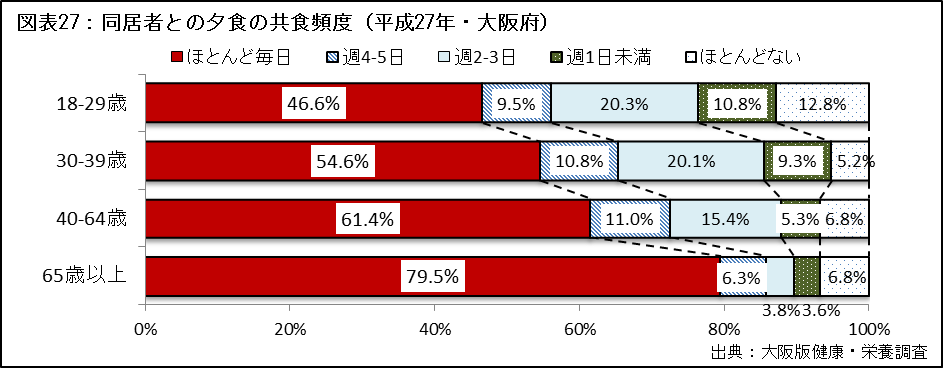 図表27：同居者との夕食の共食頻度（平成27年・大阪府）
ほとんど毎日 週4-5日 週2-3日 週1日未満 ほとんどない
18-29歳 46.6% 9.5% 20.3% 10.8% 12.8%
30-39歳 54.6% 10.8% 20.1% 9.3% 5.2%
40-64歳 61.4% 11.0% 15.4% 5.3% 6.8%
65歳以上 79.5% 6.3% 3.8% 3.6% 6.8%
0% 20% 40% 60% 80% 100%
出典：大阪版健康・栄養調査